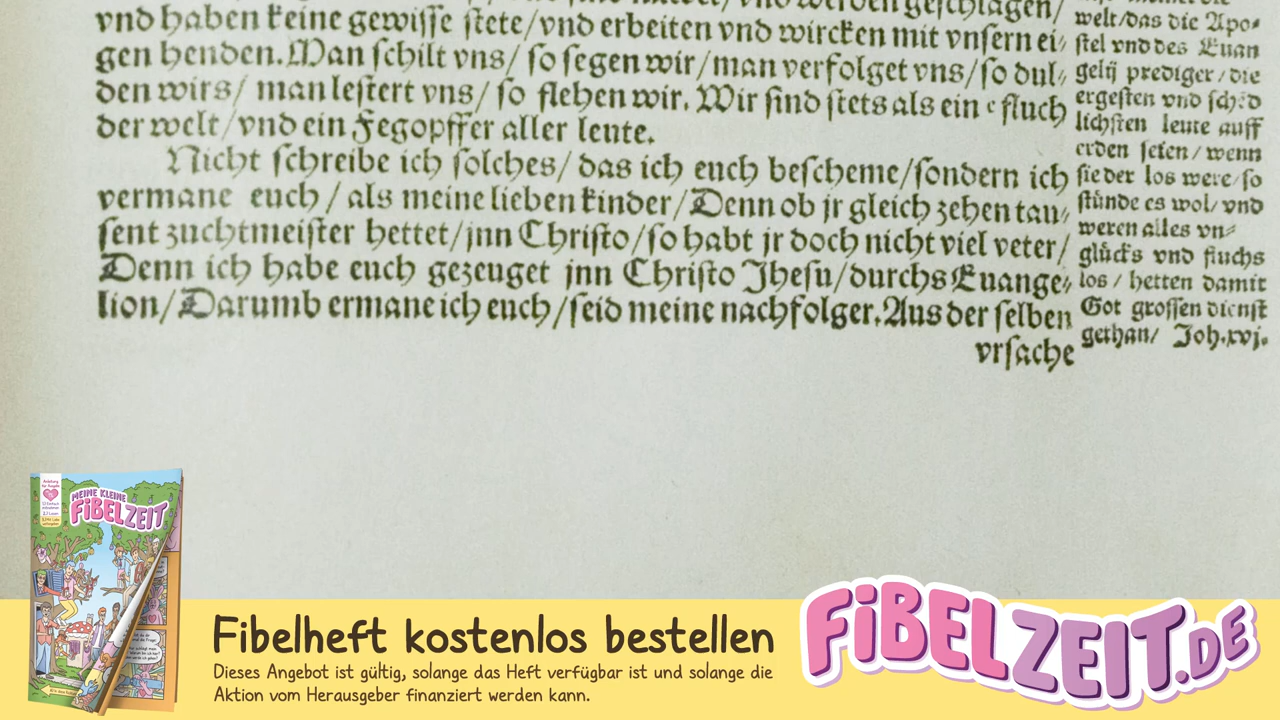 vnd haben keine gewisse stete/vnd erbeiten vnd wircken mit vnsern ei⸗
gen henden.Man schilt vns/ so segen wir/man verfolget vns/so dul⸗
den wirs/ man lestert vns/ so flehen wir. Wir sind stets als ein c fluch
der welt/vnd ein Fegopffer aller leute.
Nicht schreibe ich solches/ das ich euch bescheme/sondern ich
vermane euch / als meine lieben kinder/Denn ob jr gleich zehen tau⸗
sent zuchtmeister hettet/jnn Christo/so habt jr doch nicht viel veter/
Denn ich habe euch gezeuget jnn Christo Jhesu/durchs Euange⸗
lion/Darumb ermane ich euch/seid meine nachfolger.Aus der selben
vrsache
welt/das die Apo⸗
stel vnd des Euan
gelij prediger/die
ergesten vnd sched
lichsten leute auff
erden seien/wenn
sie der los were/so
stünde es wol/vnd
weren alles vn⸗
glücks vnd fluchs
los / hetten damit
Got grossen dienst
gethan/ Joh.xvj.
MEINE KLEINE
FIBELZEIT
Fibelheft kostenlos bestellen
Dieses Angebot ist gültig, solange das Heft verfügbar ist und solange die
Aktion vom Herausgeber finanziert werden kann.
FiBELZEIT.DE